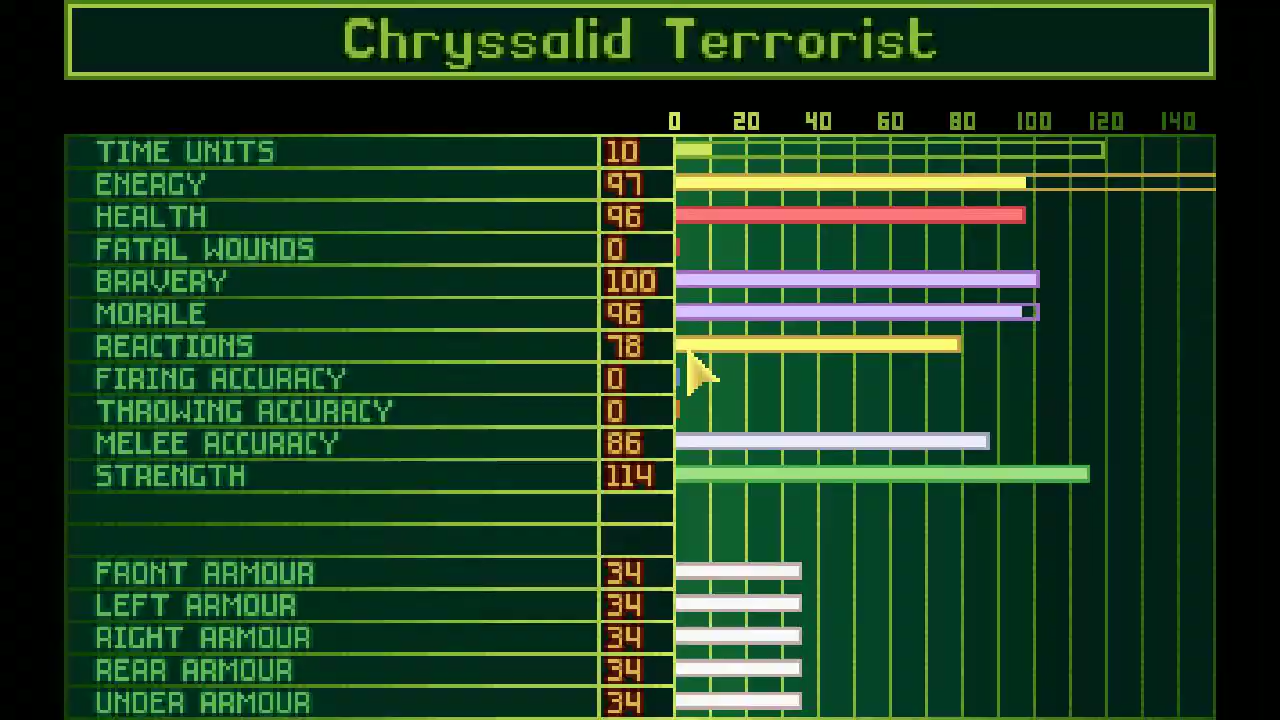 Chryssalid Terrorist
0 20 40 60 80 100 120 140
TIME UNITS 10
ENERGY 97
HEALTH 96
FATAL WOUNDS 0
BRAVERY 100
MORALE 96
REACTIONS 78
FIRING ACCURACY 0
THROWING ACCURACY 0
MELEE ACCURACY 86
STRENGTH 114
FRONT ARMOUR 34
LEFT ARMOUR 34
RIGHT ARMOUR 34
REAR ARMOUR 34
UNDER ARMOUR 34